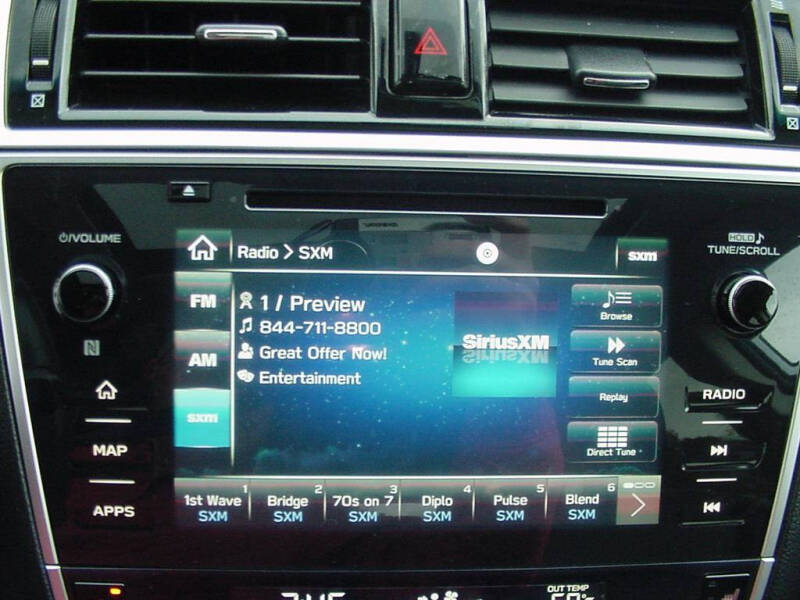 ⏻/VOLUME
HOLD ♪
TUNE/SCROLL
Radio > SXM
sxm
FM
AM
sxm
1 / Preview
844-711-8800
Great Offer Now!
Entertainment
SiriusXM
Browse
Tune Scan
Replay
Direct Tune
1 2 3 4 5 6
1st Wave Bridge 70s on 7 Diplo Pulse Blend
SXM SXM SXM SXM SXM SXM
MAP
APPS
RADIO
OUT TEMP